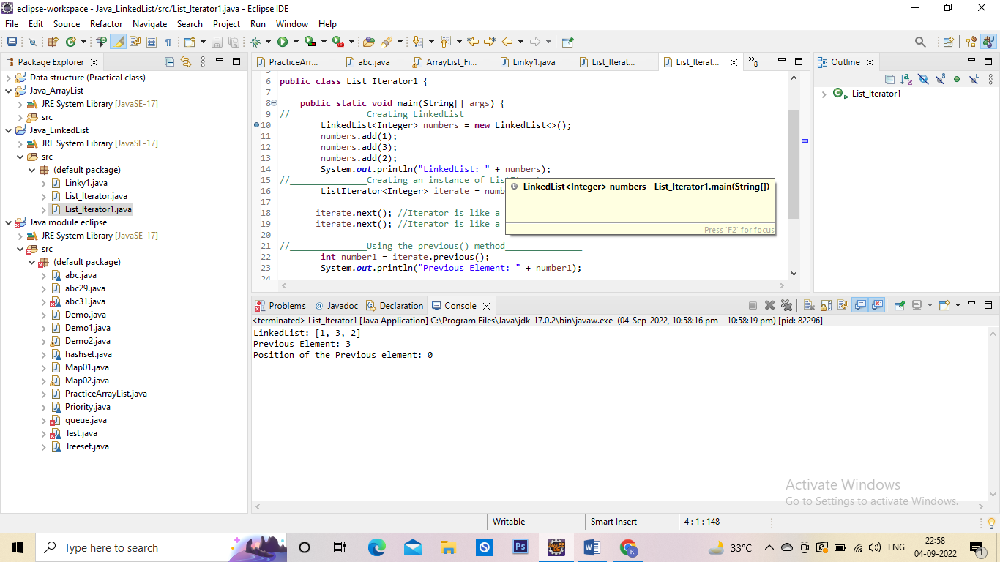 eclipse-workspace - Java_LinkedList/src/List_Iterator1.java - Eclipse IDE
File Edit Source Refactor Navigate Search Project Run Window Help
Package Explorer
Data structure (Practical class)
Java_ArrayList
JRE System Library [JavaSE-17]
src
Java_LinkedList
JRE System Library [JavaSE-17]
src
(default package)
Linky1.java
List_Iterator.java
List_Iterator1.java
Java module eclipse
JRE System Library [JavaSE-17]
src
(default package)
abc.java
abc29.java
abc31.java
Demo.java
Demo1.java
Demo2.java
hashset.java
Map01.java
Map02.java
PracticeArrayList.java
Priority.java
queue.java
Test.java
Treeset.java
PracticeArr... abc.java ArrayList_Fi... Linky1.java List_Iterat... List_Iterat... »8
6 public class List_Iterator1 {
7
8 public static void main(String[] args) {
9 //_______________Creating LinkedList_______________
10 LinkedList<Integer> numbers = new LinkedList<>();
11 numbers.add(1);
12 numbers.add(3);
13 numbers.add(2);
14 System.out.println("LinkedList: " + numbers);
15 //_______________Creating an instance of Lis
16 ListIterator<Integer> iterate = numb
17
18 iterate.next(); //Iterator is like a
19 iterate.next(); //Iterator is like a
20
21 //_______________Using the previous() method_______________
22 int number1 = iterate.previous();
23 System.out.println("Previous Element: " + number1);
24
LinkedList<Integer> numbers - List_Iterator1.main(String[])
Press 'F2' for focus
Outline
List_Iterator1
Problems @ Javadoc Declaration Console
<terminated> List_Iterator1 [Java Application] C:\Program Files\Java\jdk-17.0.2\bin\javaw.exe (04-Sep-2022, 10:58:16 pm – 10:58:19 pm) [pid: 82296]
LinkedList: [1, 3, 2]
Previous Element: 3
Position of the Previous element: 0
Activate Windows
Go to Settings to activate Windows.
Writable Smart Insert 4 : 1 : 148
Type here to search
Ps
Java EE IDE
W
K
33°C
ENG
22:58
04-09-2022
1